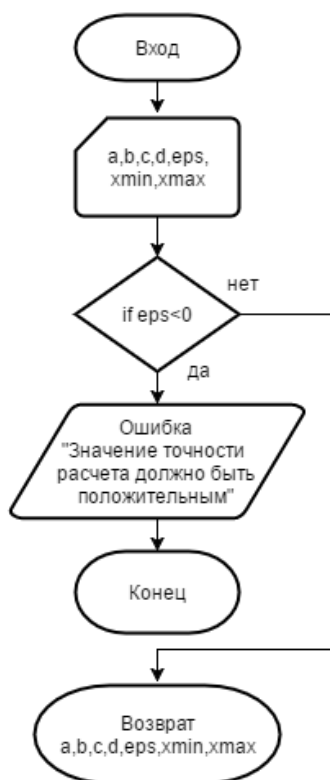 Вход
a,b,c,d,eps,
xmin,xmax
нет
if eps<0
да
Ошибка
"Значение точности
расчета должно быть
положительным"
Конец
Возврат
a,b,c,d,eps,xmin,xmax